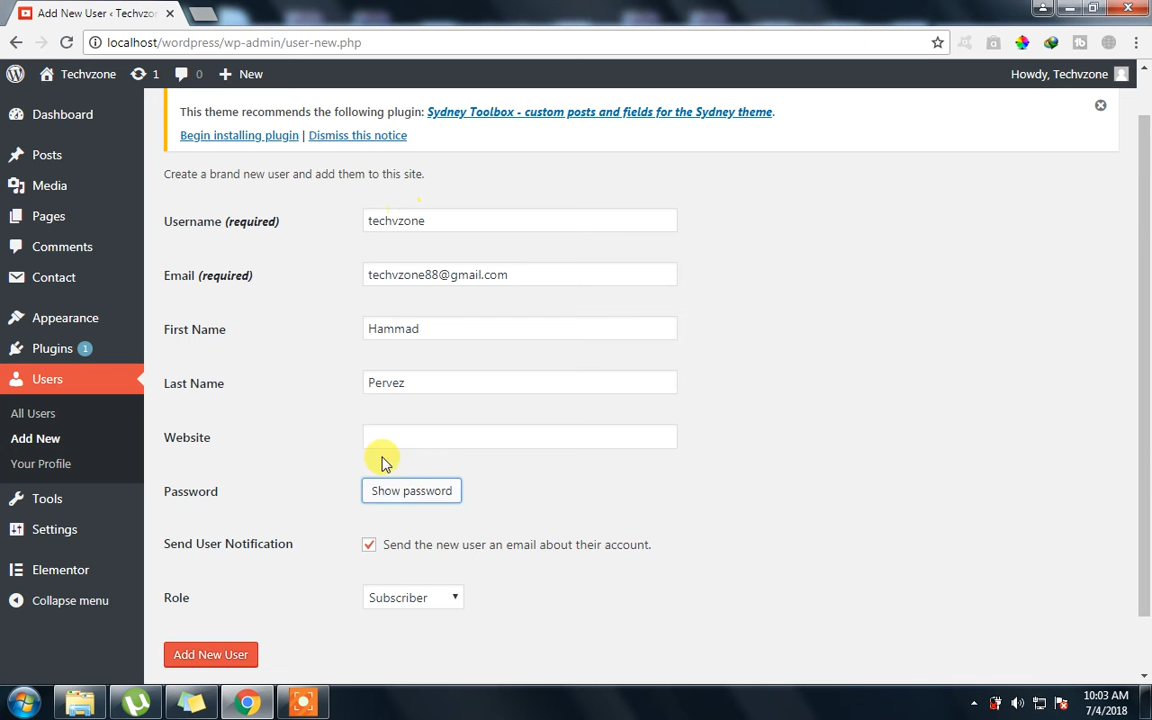 Add New User ‹ Techvzo
localhost/wordpress/wp-admin/user-new.php
Techvzone 1 0 New Howdy, Techvzone
Dashboard
Posts
Media
Pages
Comments
Contact
Appearance
Plugins 1
Users
All Users
Add New
Your Profile
Tools
Settings
Elementor
Collapse menu
This theme recommends the following plugin: Sydney Toolbox - custom posts and fields for the Sydney theme.
Begin installing plugin | Dismiss this notice
Create a brand new user and add them to this site.
Username (required) techvzone
Email (required) techvzone88@gmail.com
First Name Hammad
Last Name Pervez
Website
Password Show password
Send User Notification Send the new user an email about their account.
Role Subscriber
Add New User
10:03 AM
7/4/2018